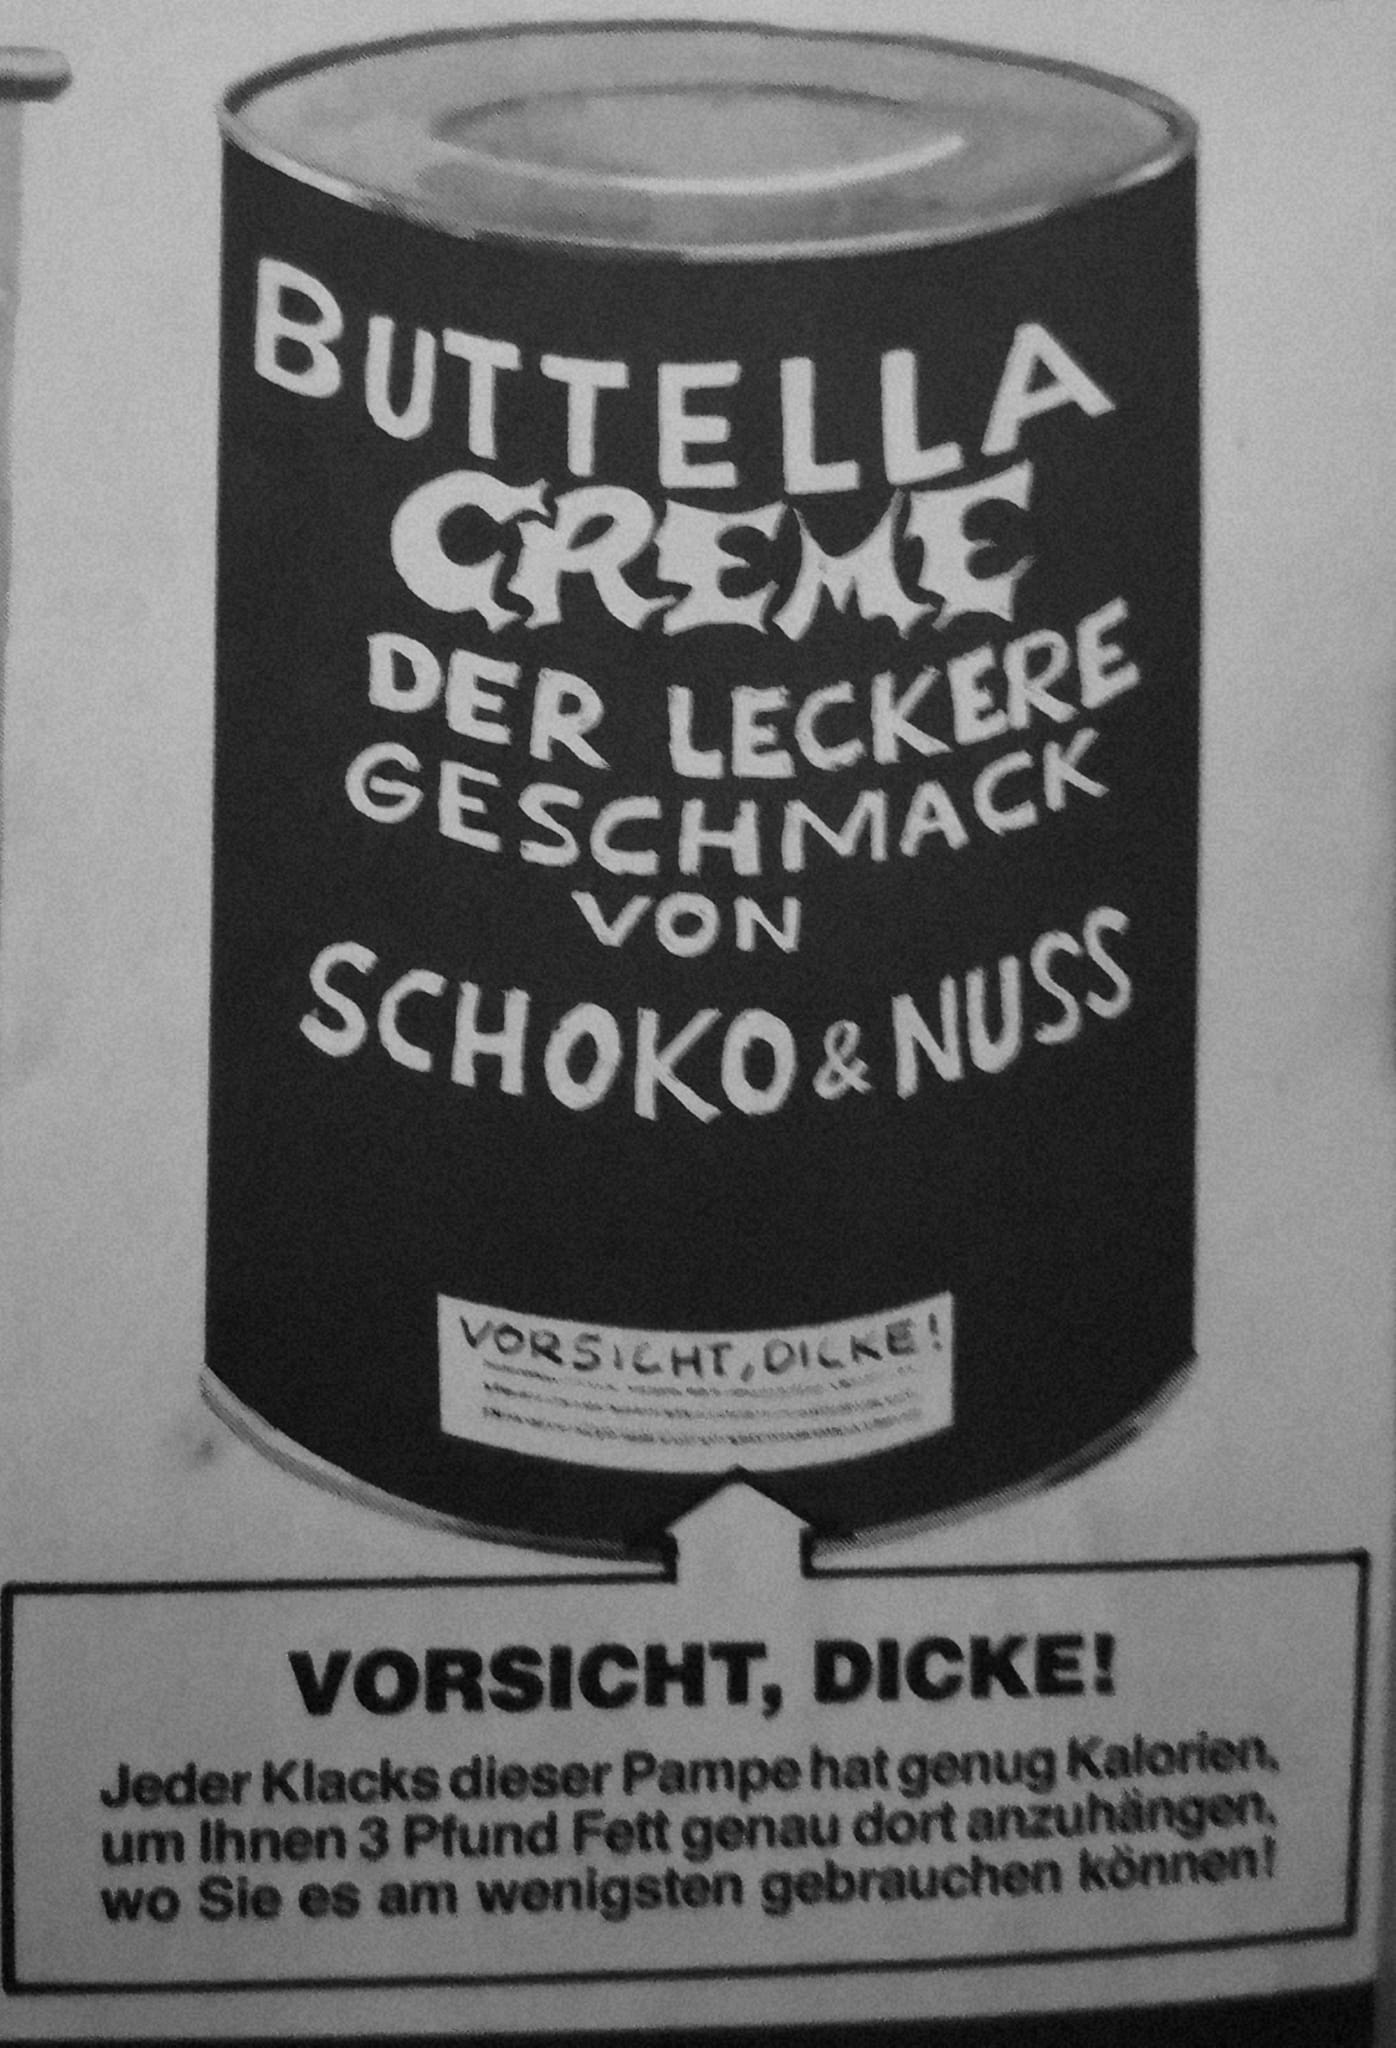 BUTTELLA
CREME
DER LECKERE
GESCHMACK
VON
SCHOKO & NUSS
VORSICHT, DICKE!
VORSICHT, DICKE!
Jeder Klacks dieser Pampe hat genug Kalorien,
um Ihnen 3 Pfund Fett genau dort anzuhängen,
wo Sie es am wenigsten gebrauchen können!